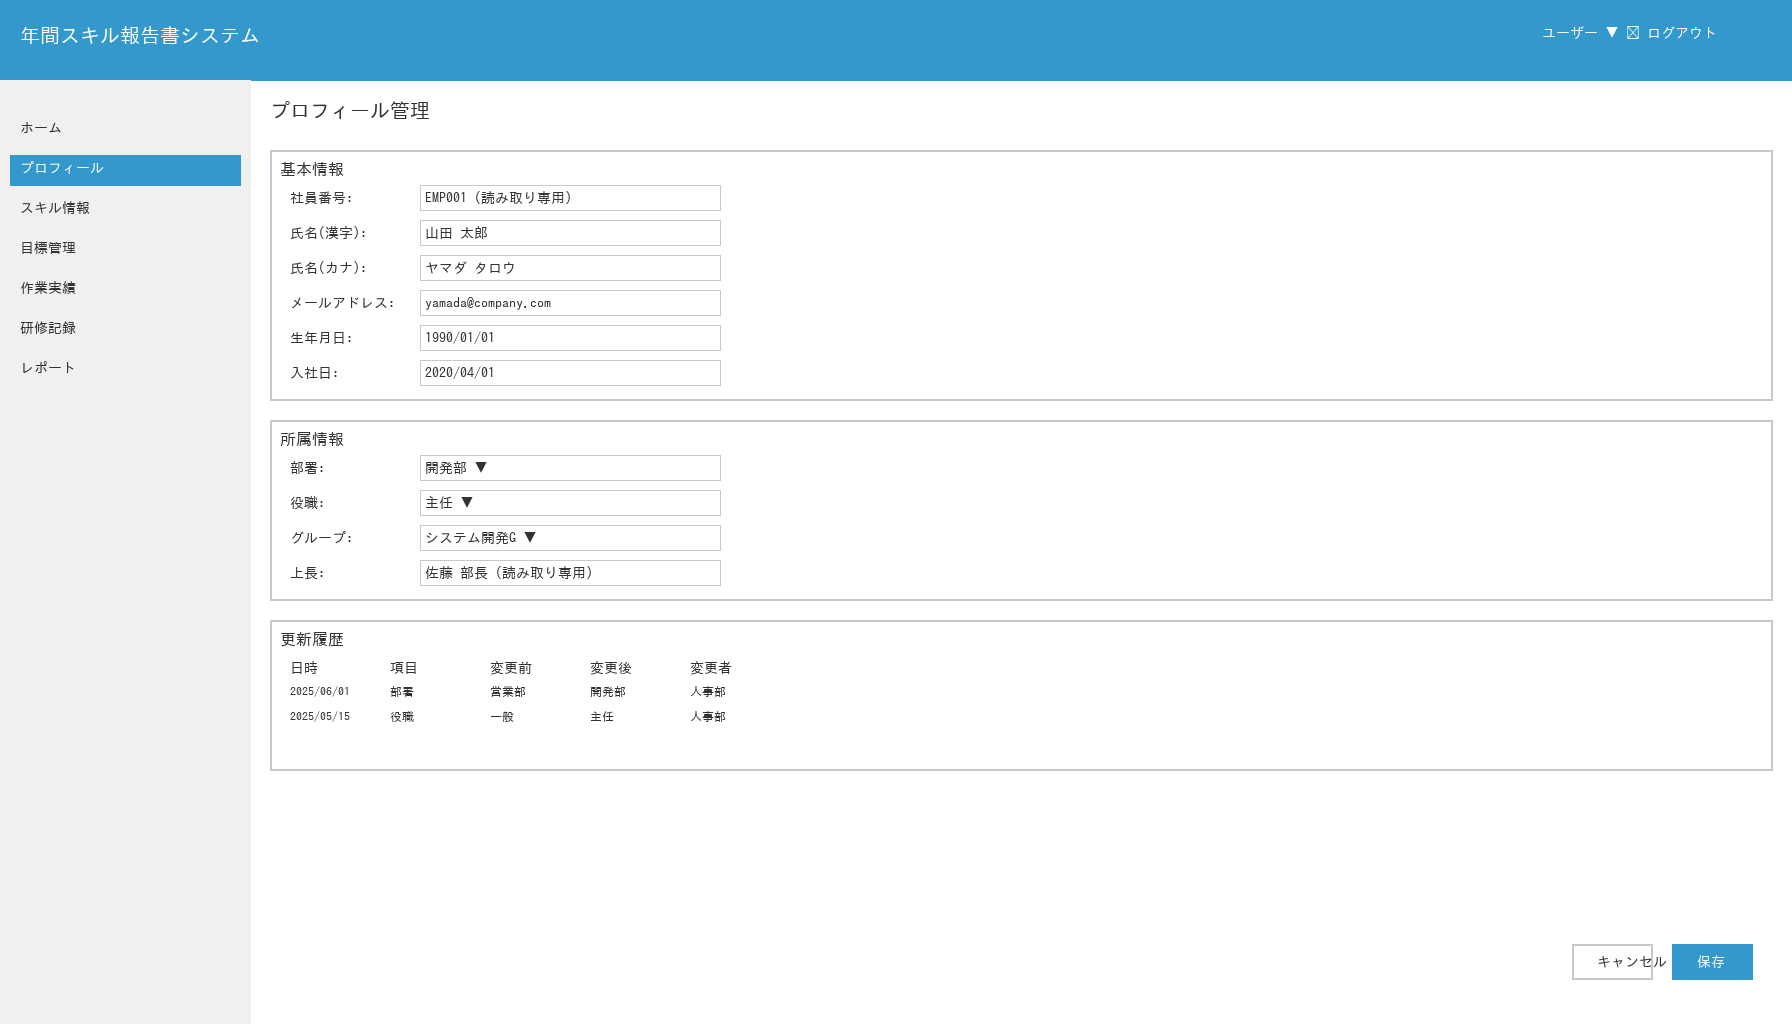 年間スキル報告書システム
ユーザー ▼ ☒ ログアウト
ホーム
プロフィール
スキル情報
目標管理
作業実績
研修記録
レポート
プロフィール管理
基本情報
社員番号: EMP001 (読み取り専用)
氏名(漢字): 山田 太郎
氏名(カナ): ヤマダ タロウ
メールアドレス: yamada@company.com
生年月日: 1990/01/01
入社日: 2020/04/01
所属情報
部署: 開発部 ▼
役職: 主任 ▼
グループ: システム開発G ▼
上長: 佐藤 部長 (読み取り専用)
更新履歴
日時 項目 変更前 変更後 変更者
2025/06/01 部署 営業部 開発部 人事部
2025/05/15 役職 一般 主任 人事部
キャンセル 保存